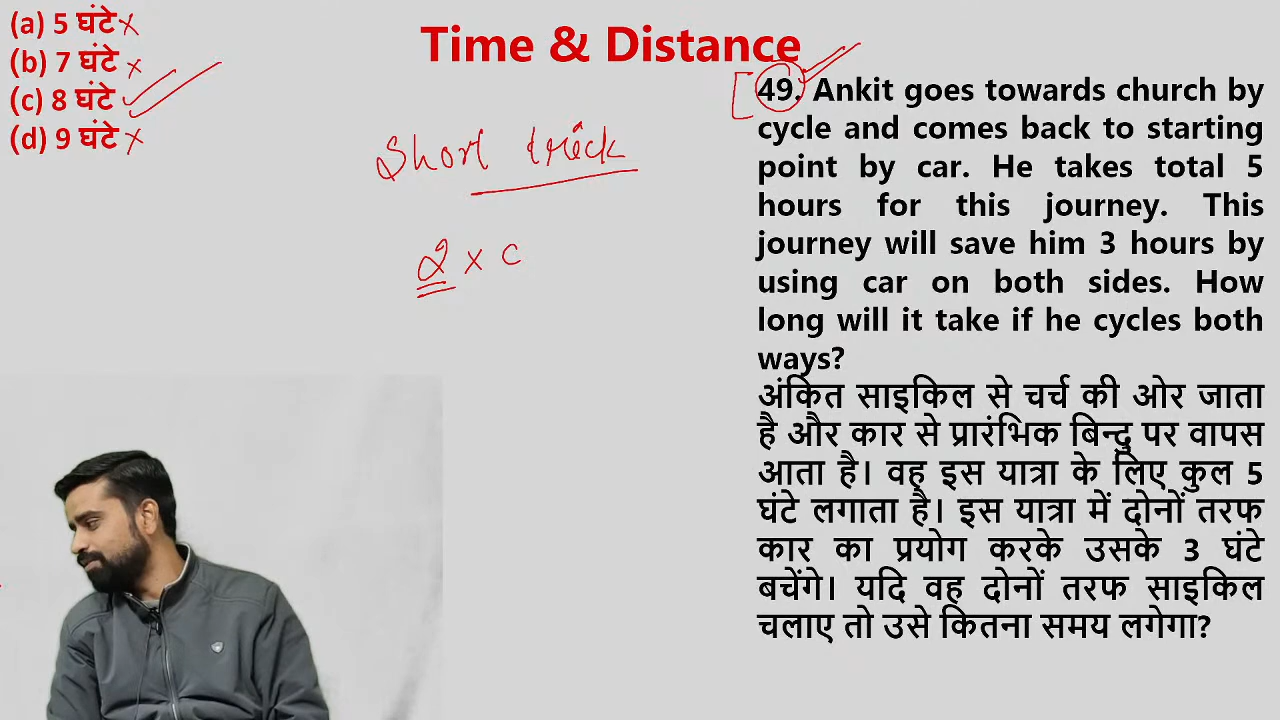 (a) 5 घंटे
(b) 7 घंटे
(c) 8 घंटे
(d) 9 घंटे
Time & Distance
Short trick
2 x c
49. Ankit goes towards church by
cycle and comes back to starting
point by car. He takes total 5
hours for this journey. This
journey will save him 3 hours by
using car on both sides. How
long will it take if he cycles both
ways?
अंकित साइकिल से चर्च की ओर जाता
है और कार से प्रारंभिक बिन्दु पर वापस
आता है। वह इस यात्रा के लिए कुल 5
घंटे लगाता है। इस यात्रा में दोनों तरफ
कार का प्रयोग करके उसके 3 घंटे
बचेंगे। यदि वह दोनों तरफ साइकिल
चलाए तो उसे कितना समय लगेगा?